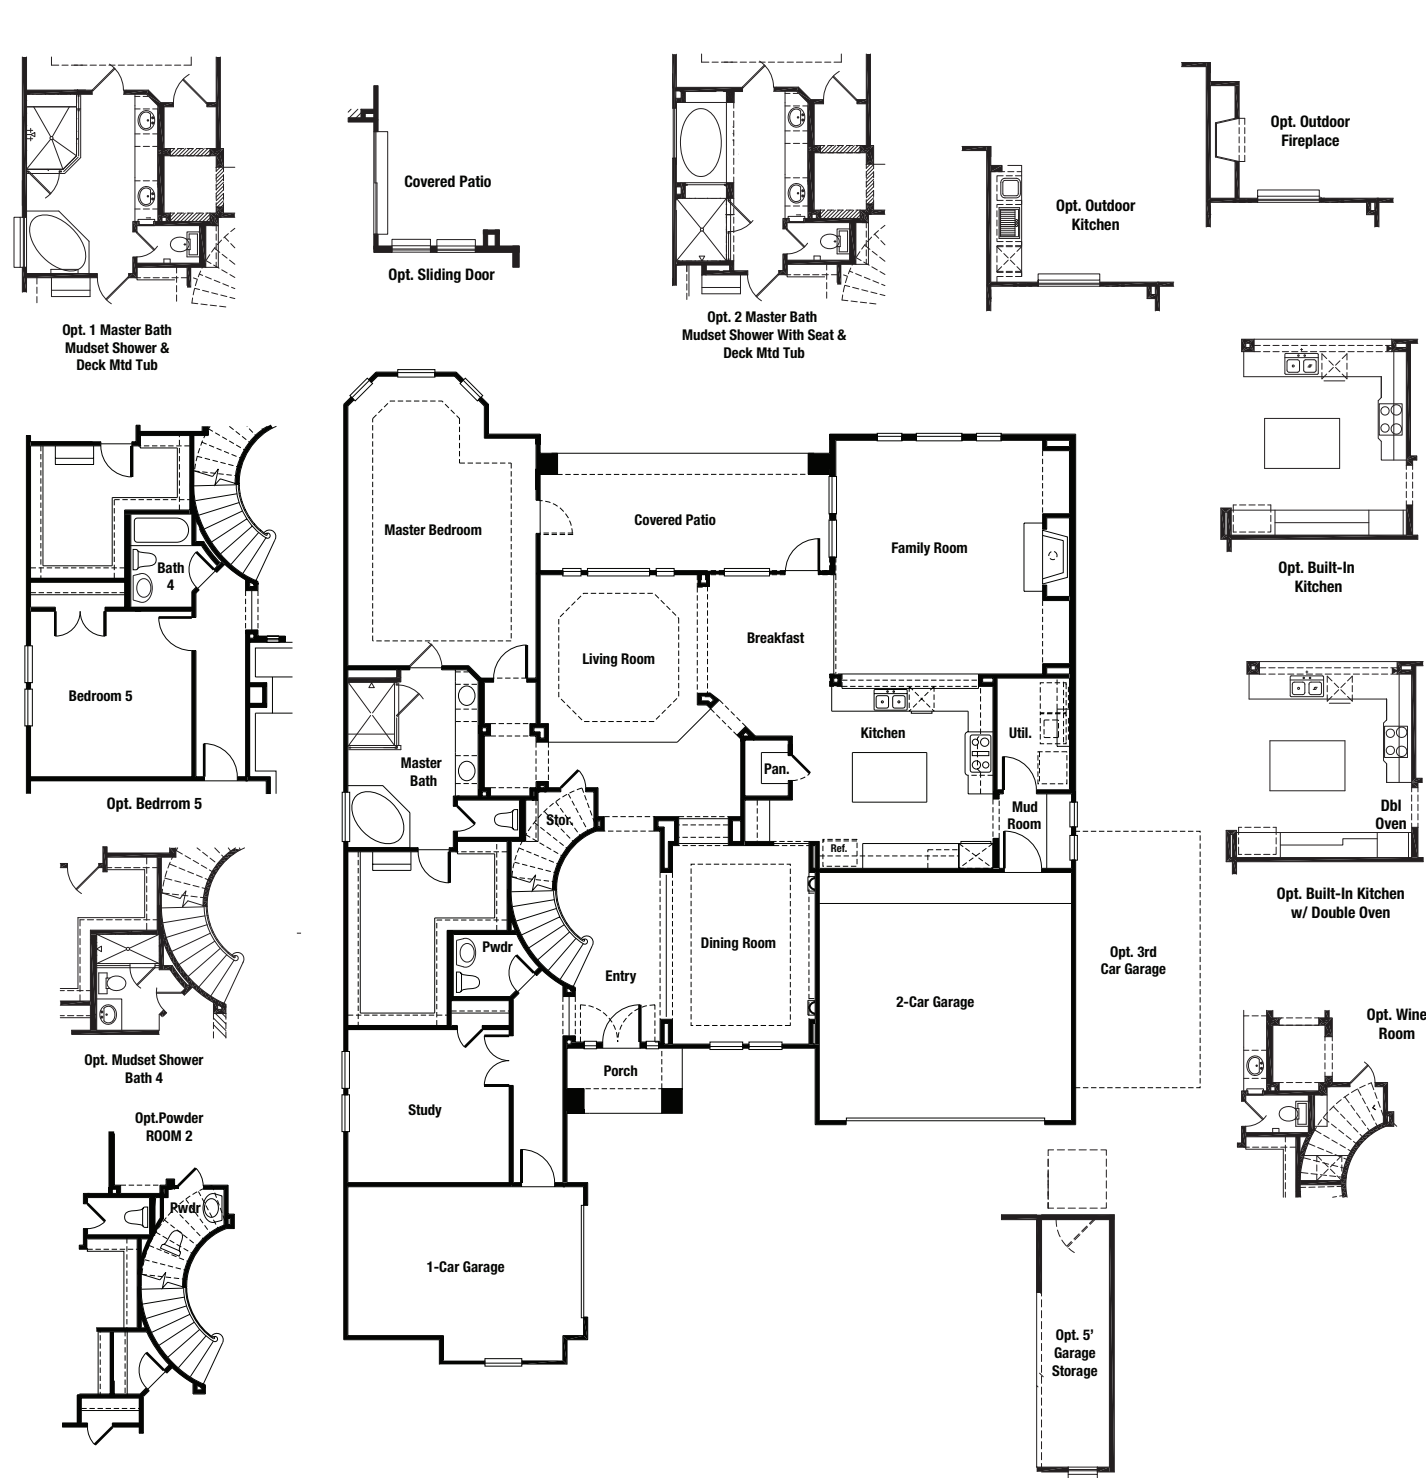 Opt. Outdoor
Fireplace
Covered Patio
Opt. Sliding Door
Opt. Outdoor
Kitchen
Opt. 1 Master Bath
Mudset Shower &
Deck Mtd Tub
Opt. 2 Master Bath
Mudset Shower With Seat &
Deck Mtd Tub
Opt. Built-In
Kitchen
Master Bedroom
Covered Patio
Family Room
Bath
4
Bedroom 5
Opt. Bedrrom 5
Living Room
Breakfast
Kitchen
Util.
Master
Bath
Pan.
Stor.
Mud
Room
Ref.
Dbl
Oven
Opt. Built-In Kitchen
w/ Double Oven
Pwdr
Entry
Dining Room
2-Car Garage
Opt. 3rd
Car Garage
Opt. Wine
Room
Opt. Mudset Shower
Bath 4
Porch
Study
Opt.Powder
ROOM 2
Pwdr
1-Car Garage
Opt. 5'
Garage
Storage